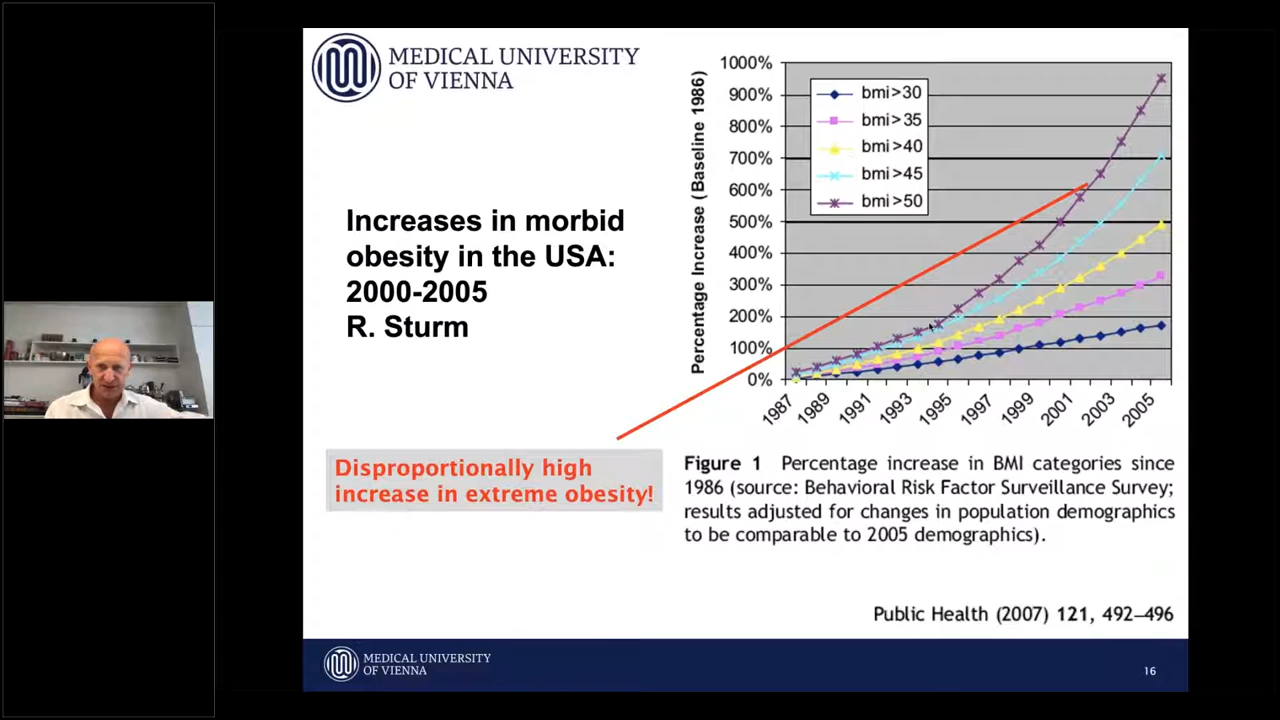 MEDICAL UNIVERSITY
OF VIENNA
Increases in morbid
obesity in the USA:
2000-2005
R. Sturm
Disproportionally high
increase in extreme obesity!
Percentage Increase (Baseline 1986)
1000%
900%
800%
700%
600%
500%
400%
300%
200%
100%
0%
bmi>30
bmi>35
bmi>40
bmi>45
bmi>50
1987
1989
1991
1993
1995
1997
1999
2001
2003
2005
Figure 1 Percentage increase in BMI categories since
1986 (source: Behavioral Risk Factor Surveillance Survey;
results adjusted for changes in population demographics
to be comparable to 2005 demographics).
Public Health (2007) 121, 492–496
MEDICAL UNIVERSITY
OF VIENNA
16